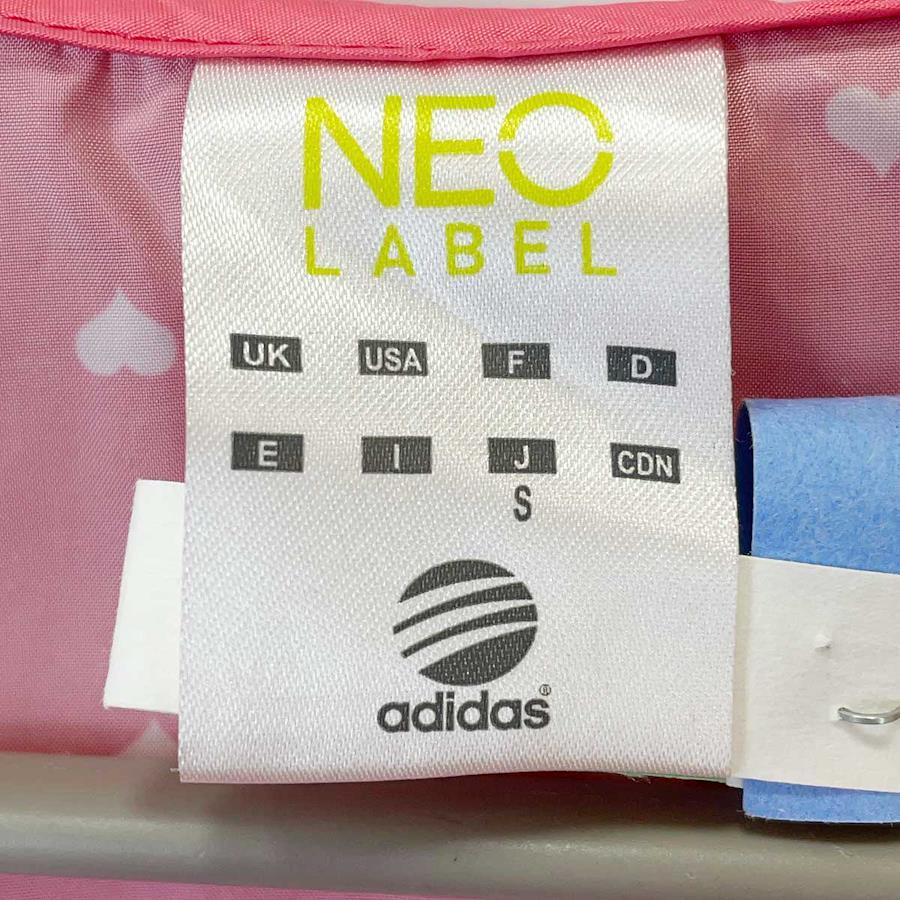 NEO
LABEL
UK USA F D
E I J CDN
S
adidas®